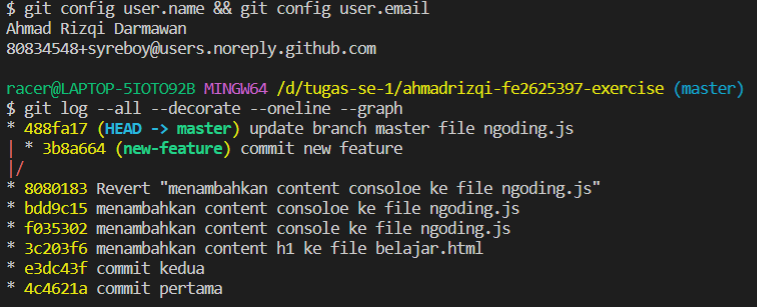 $ git config user.name && git config user.email
Ahmad Rizqi Darmawan
80834548+syreboy@users.noreply.github.com
racer@LAPTOP-5IOTO92B MINGW64 /d/tugas-se-1/ahmadrizqi-fe2625397-exercise (master)
$ git log --all --decorate --oneline --graph
* 488fa17 (HEAD -> master) update branch master file ngoding.js
| * 3b8a664 (new-feature) commit new feature
|/
* 8080183 Revert "menambahkan content consoloe ke file ngoding.js"
* bdd9c15 menambahkan content consoloe ke file ngoding.js
* f035302 menambahkan content console ke file ngoding.js
* 3c203f6 menambahkan content h1 ke file belajar.html
* e3dc43f commit kedua
* 4c4621a commit pertama